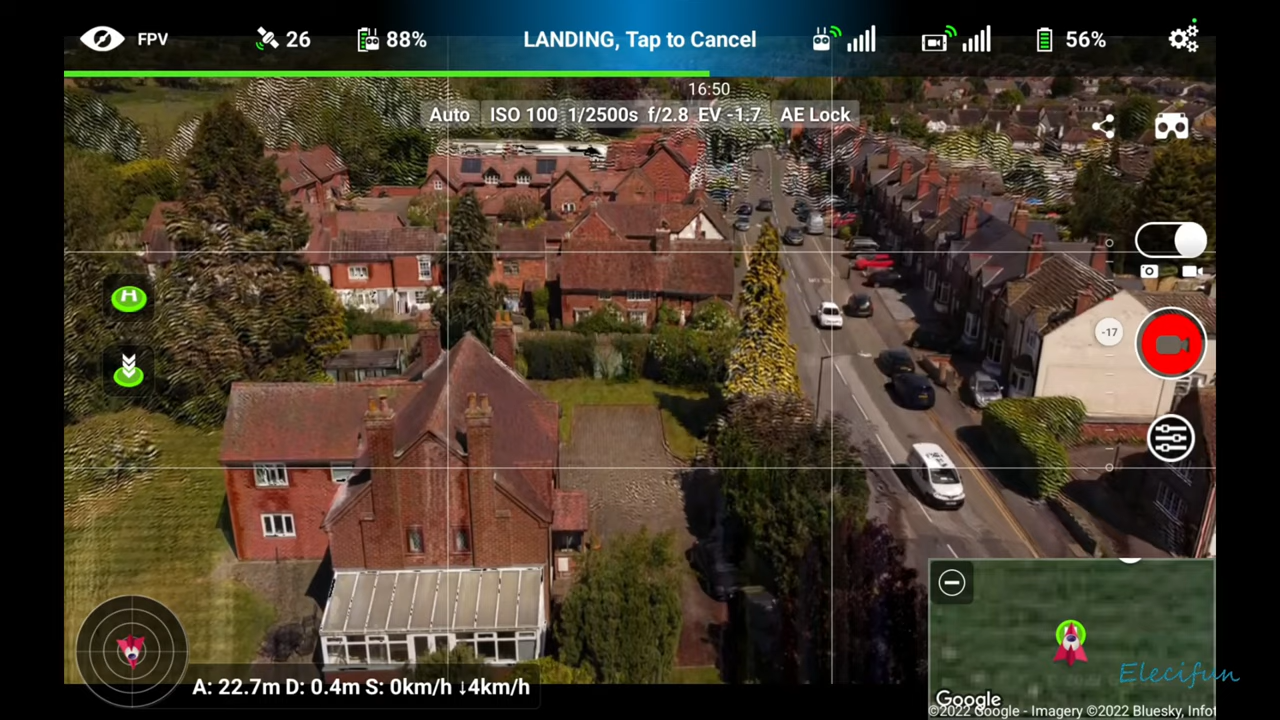 FPV
26
88%
LANDING, Tap to Cancel
56%
16:50
Auto ISO 100 1/2500s f/2.8 EV -1.7 AE Lock
H
-17
A: 22.7m D: 0.4m S: 0km/h ↓4km/h
Elecifun
Google
©2022 Google - Imagery ©2022 Bluesky, Infot